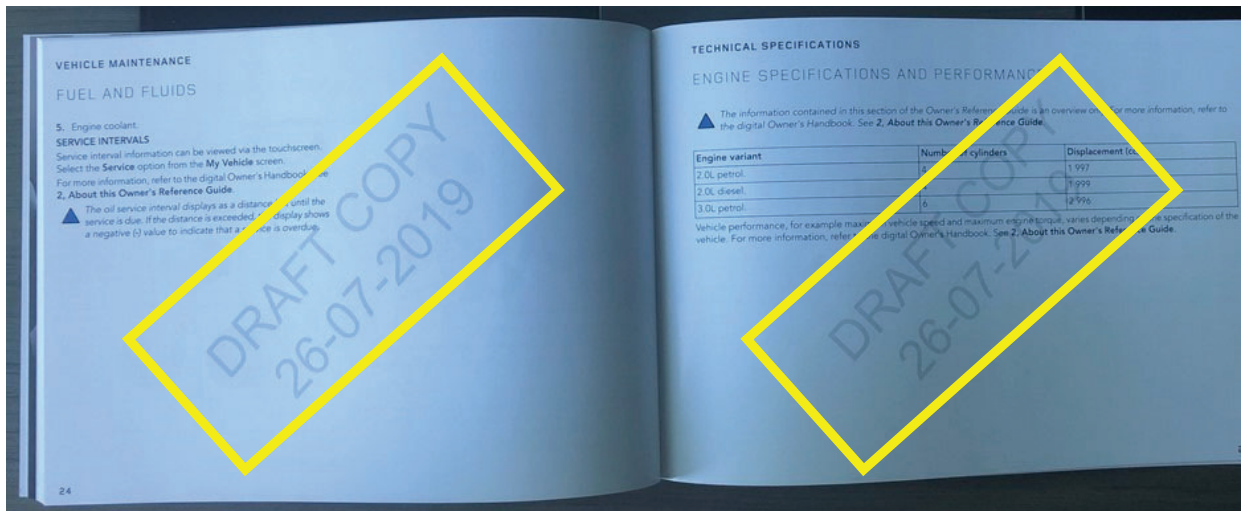 VEHICLE MAINTENANCE
FUEL AND FLUIDS
5. Engine coolant.
SERVICE INTERVALS
Service interval information can be viewed via the touchscreen.
Select the Service option from the My Vehicle screen.
For more information, refer to the digital Owner's Handbook.
2, About this Owner's Reference Guide.
The oil service interval displays as a distance until the
service is due. If the distance is exceeded, display shows
a negative (-) value to indicate that a is overdue.
DRAFT COPY
26-07-2019
24
TECHNICAL SPECIFICATIONS
ENGINE SPECIFICATIONS AND PERFORMANCE
The information contained in this section of the Owner's Reference Guide is an overview only. For more information, refer to
the digital Owner's Handbook. See 2, About this Owner's Reference Guide.
Engine variant Number of cylinders Displacement
2.0L petrol. 4 1 997
2.0L diesel. 1 999
3.0L petrol. 6 2 996
Vehicle performance, for example maximum vehicle speed and maximum engine torque, varies depending the specification of the
vehicle. For more information, refer to the digital Owner's Handbook. See 2, About this Owner's Reference Guide.
DRAFT COPY
26-07-2019